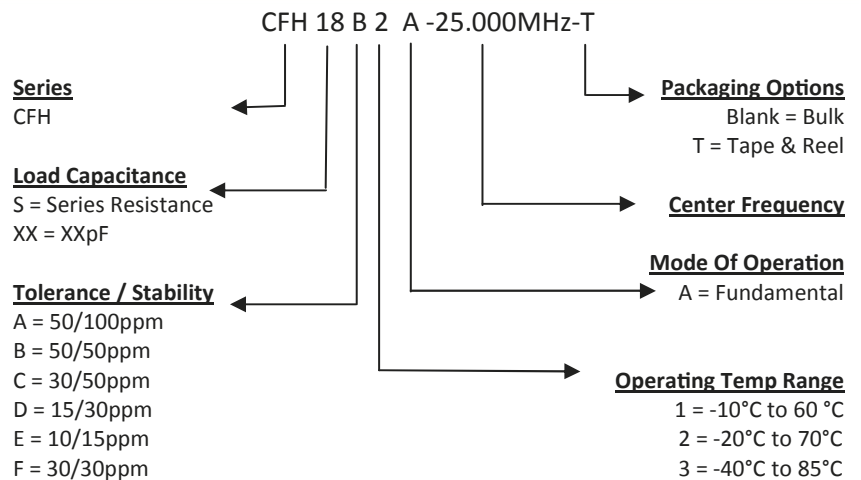 CFH 18 B 2 A -25.000MHz-T
Series
CFH
Load Capacitance
S = Series Resistance
XX = XXpF
Tolerance / Stability
A = 50/100ppm
B = 50/50ppm
C = 30/50ppm
D = 15/30ppm
E = 10/15ppm
F = 30/30ppm
Packaging Options
Blank = Bulk
T = Tape & Reel
Center Frequency
Mode Of Operation
A = Fundamental
Operating Temp Range
1 = -10°C to 60 °C
2 = -20°C to 70°C
3 = -40°C to 85°C